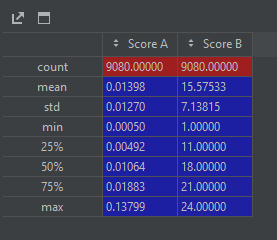 Score A Score B
count 9080.00000 9080.00000
mean 0.01398 15.57533
std 0.01270 7.13815
min 0.00050 1.00000
25% 0.00492 11.00000
50% 0.01064 18.00000
75% 0.01883 21.00000
max 0.13799 24.00000